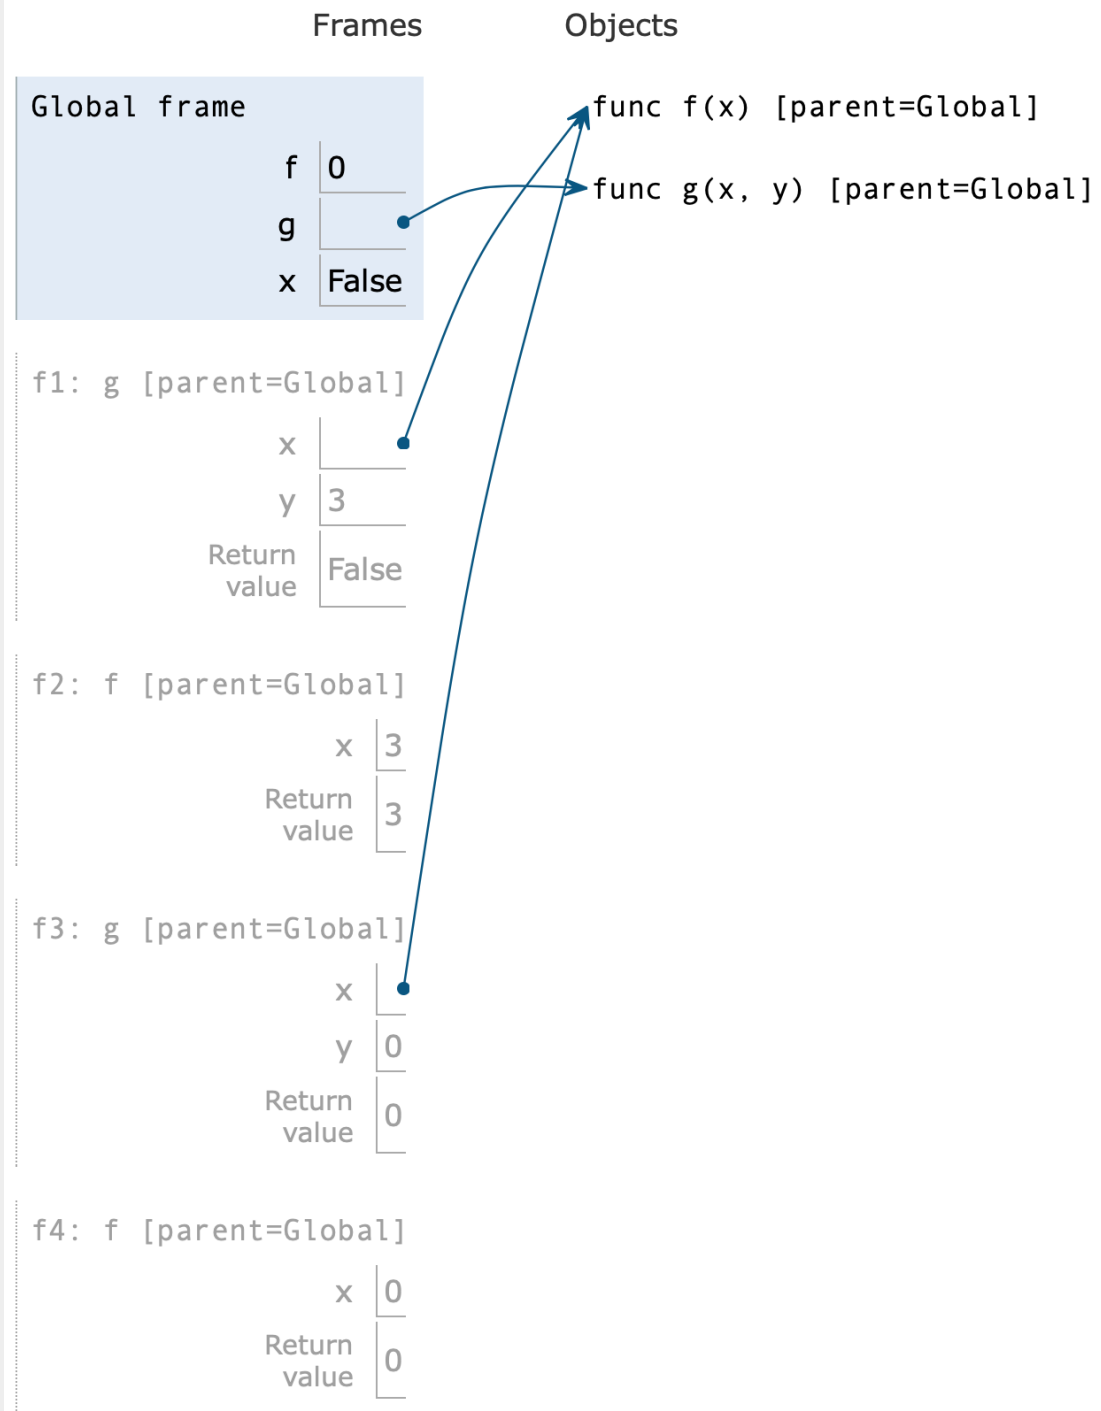 Frames Objects
Global frame
func f(x) [parent=Global]
f 0
func g(x, y) [parent=Global]
g
x False
f1: g [parent=Global]
x
y 3
Return
value False
f2: f [parent=Global]
x 3
Return
value 3
f3: g [parent=Global]
x
y 0
Return
value 0
f4: f [parent=Global]
x 0
Return
value 0